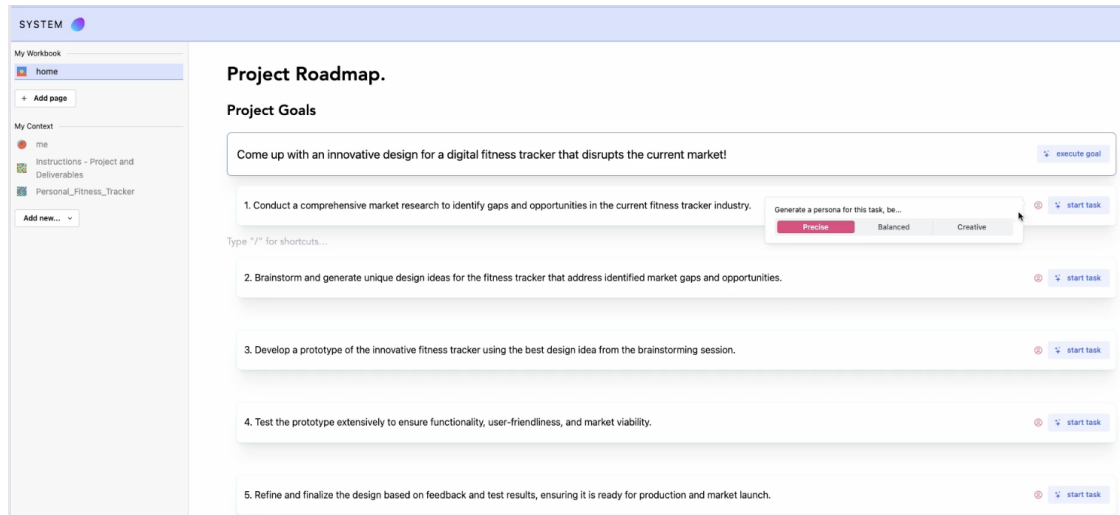 SYSTEM
My Workbook
home
+ Add page
My Context
me
Instructions - Project and
Deliverables
Personal_Fitness_Tracker
Add new...
Project Roadmap.
Project Goals
Come up with an innovative design for a digital fitness tracker that disrupts the current market!
execute goal
1. Conduct a comprehensive market research to identify gaps and opportunities in the current fitness tracker industry.
Generate a persona for this task, be...
Precise Balanced Creative
start task
Type "/" for shortcuts...
2. Brainstorm and generate unique design ideas for the fitness tracker that address identified market gaps and opportunities.
start task
3. Develop a prototype of the innovative fitness tracker using the best design idea from the brainstorming session.
start task
4. Test the prototype extensively to ensure functionality, user-friendliness, and market viability.
start task
5. Refine and finalize the design based on feedback and test results, ensuring it is ready for production and market launch.
start task